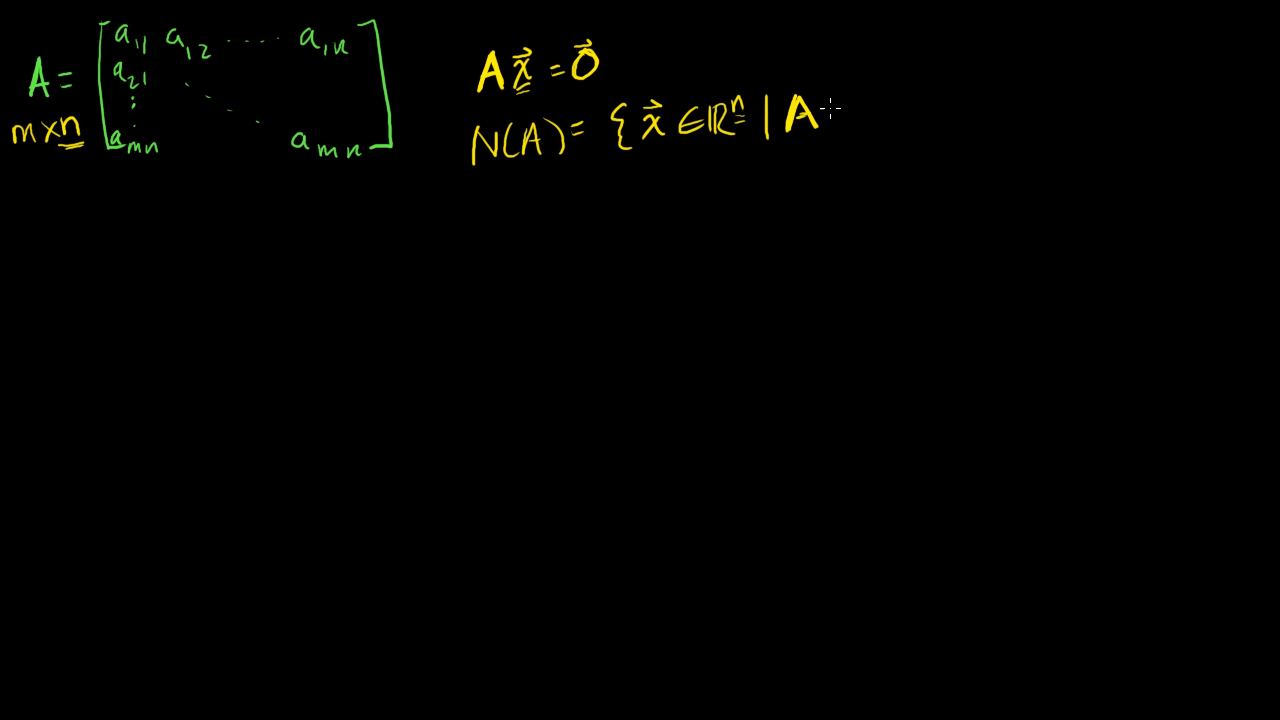 A = [ a₁₁ a₁₂ ···· a₁ₙ
a₂₁ ⋱
⋮
aₘₙ aₘₙ ]
m×n
Ax⃗ = 0⃗
N(A) = { x⃗ ∈ ℝⁿ | A